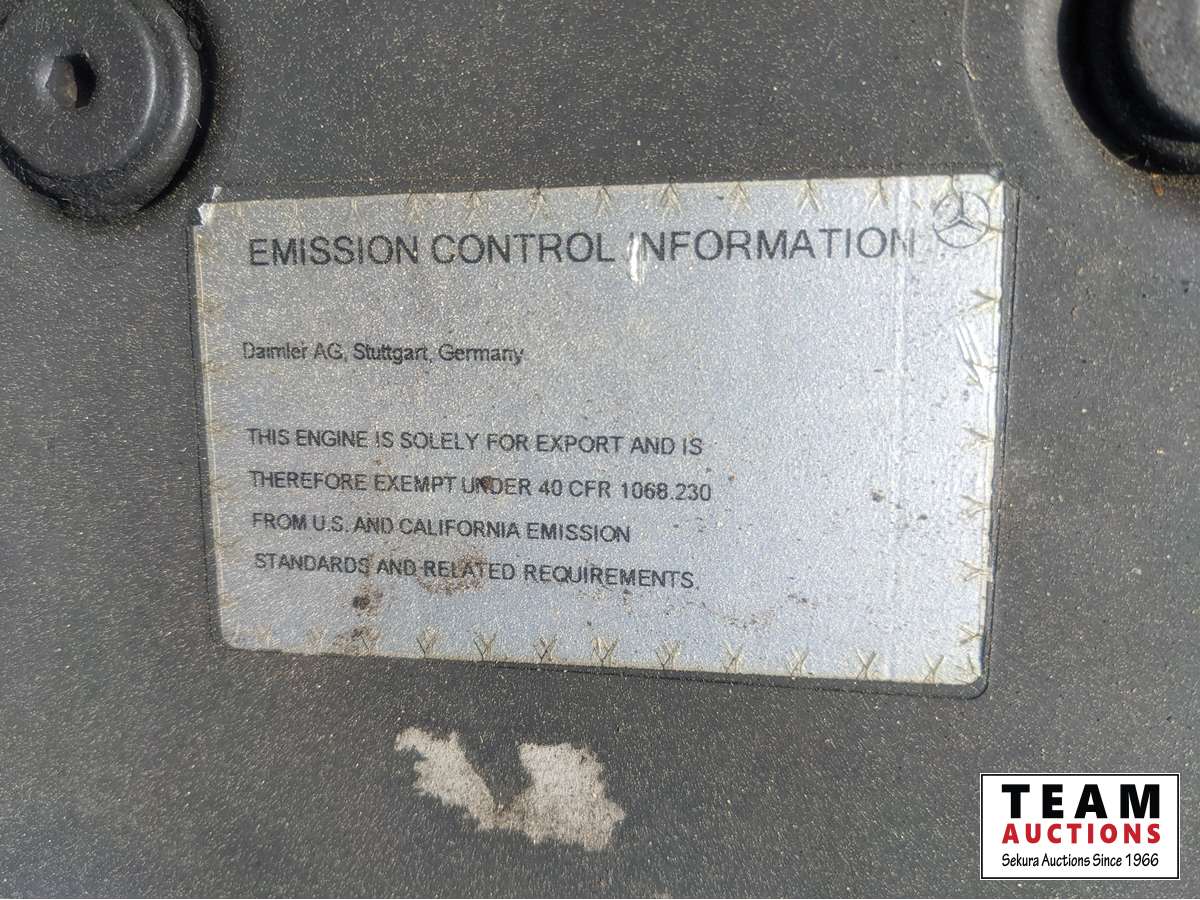 EMISSION CONTROL INFORMATION
Daimler AG, Stuttgart, Germany
THIS ENGINE IS SOLELY FOR EXPORT AND IS
THEREFORE EXEMPT UNDER 40 CFR 1068.230
FROM U.S. AND CALIFORNIA EMISSION
STANDARDS AND RELATED REQUIREMENTS.
TEAM
AUCTIONS
Sekura Auctions Since 1966